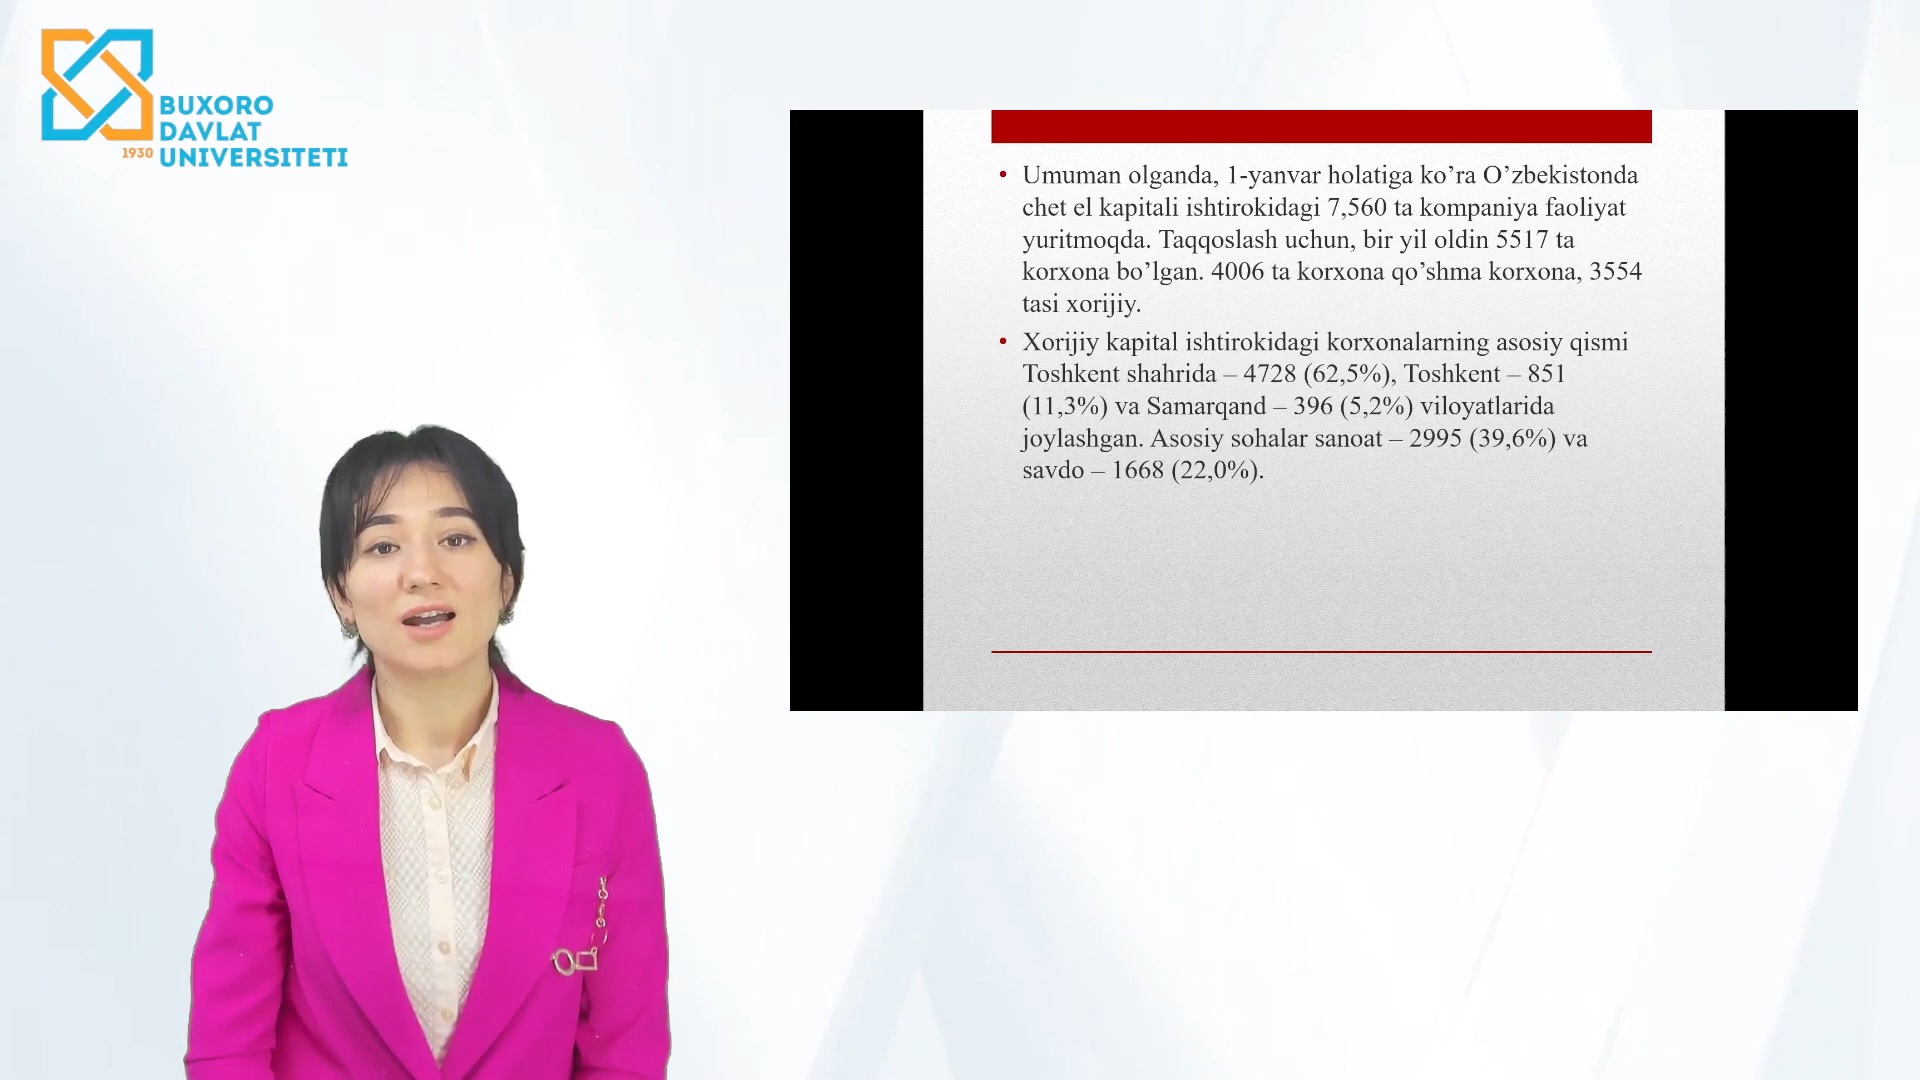 BUXORO
DAVLAT
1930 UNIVERSITETI
• Umuman olganda, 1-yanvar holatiga ko’ra O’zbekistonda
chet el kapitali ishtirokidagi 7,560 ta kompaniya faoliyat
yuritmoqda. Taqqoslash uchun, bir yil oldin 5517 ta
korxona bo’lgan. 4006 ta korxona qo’shma korxona, 3554
tasi xorijiy.
• Xorijiy kapital ishtirokidagi korxonalarning asosiy qismi
Toshkent shahrida – 4728 (62,5%), Toshkent – 851
(11,3%) va Samarqand – 396 (5,2%) viloyatlarida
joylashgan. Asosiy sohalar sanoat – 2995 (39,6%) va
savdo – 1668 (22,0%).